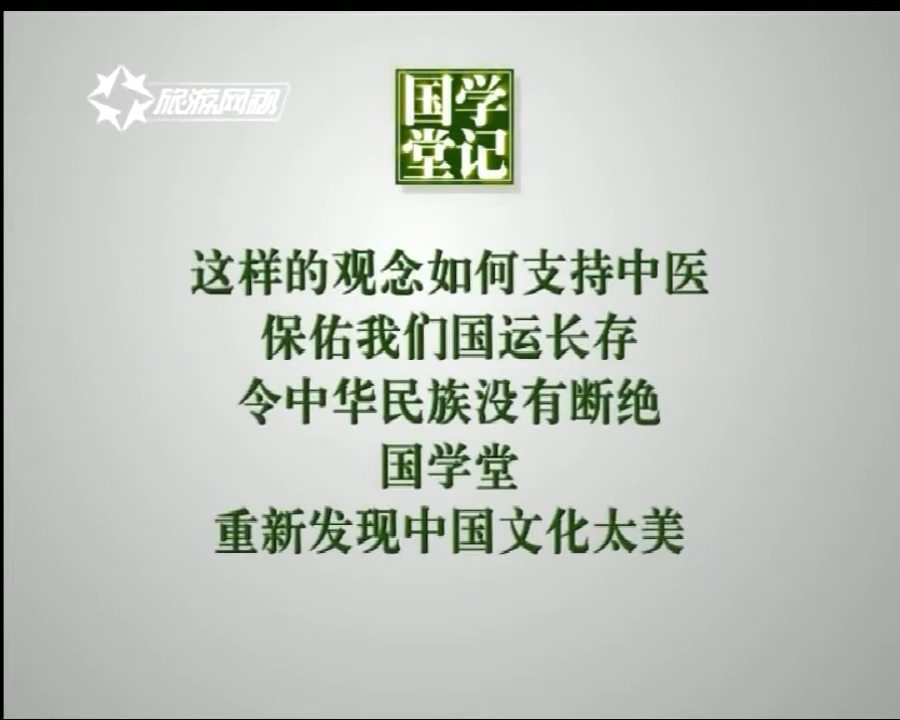 旅游网视
国学
堂记
这样的观念如何支持中医
保佑我们国运长存
令中华民族没有断绝
国学堂
重新发现中国文化太美